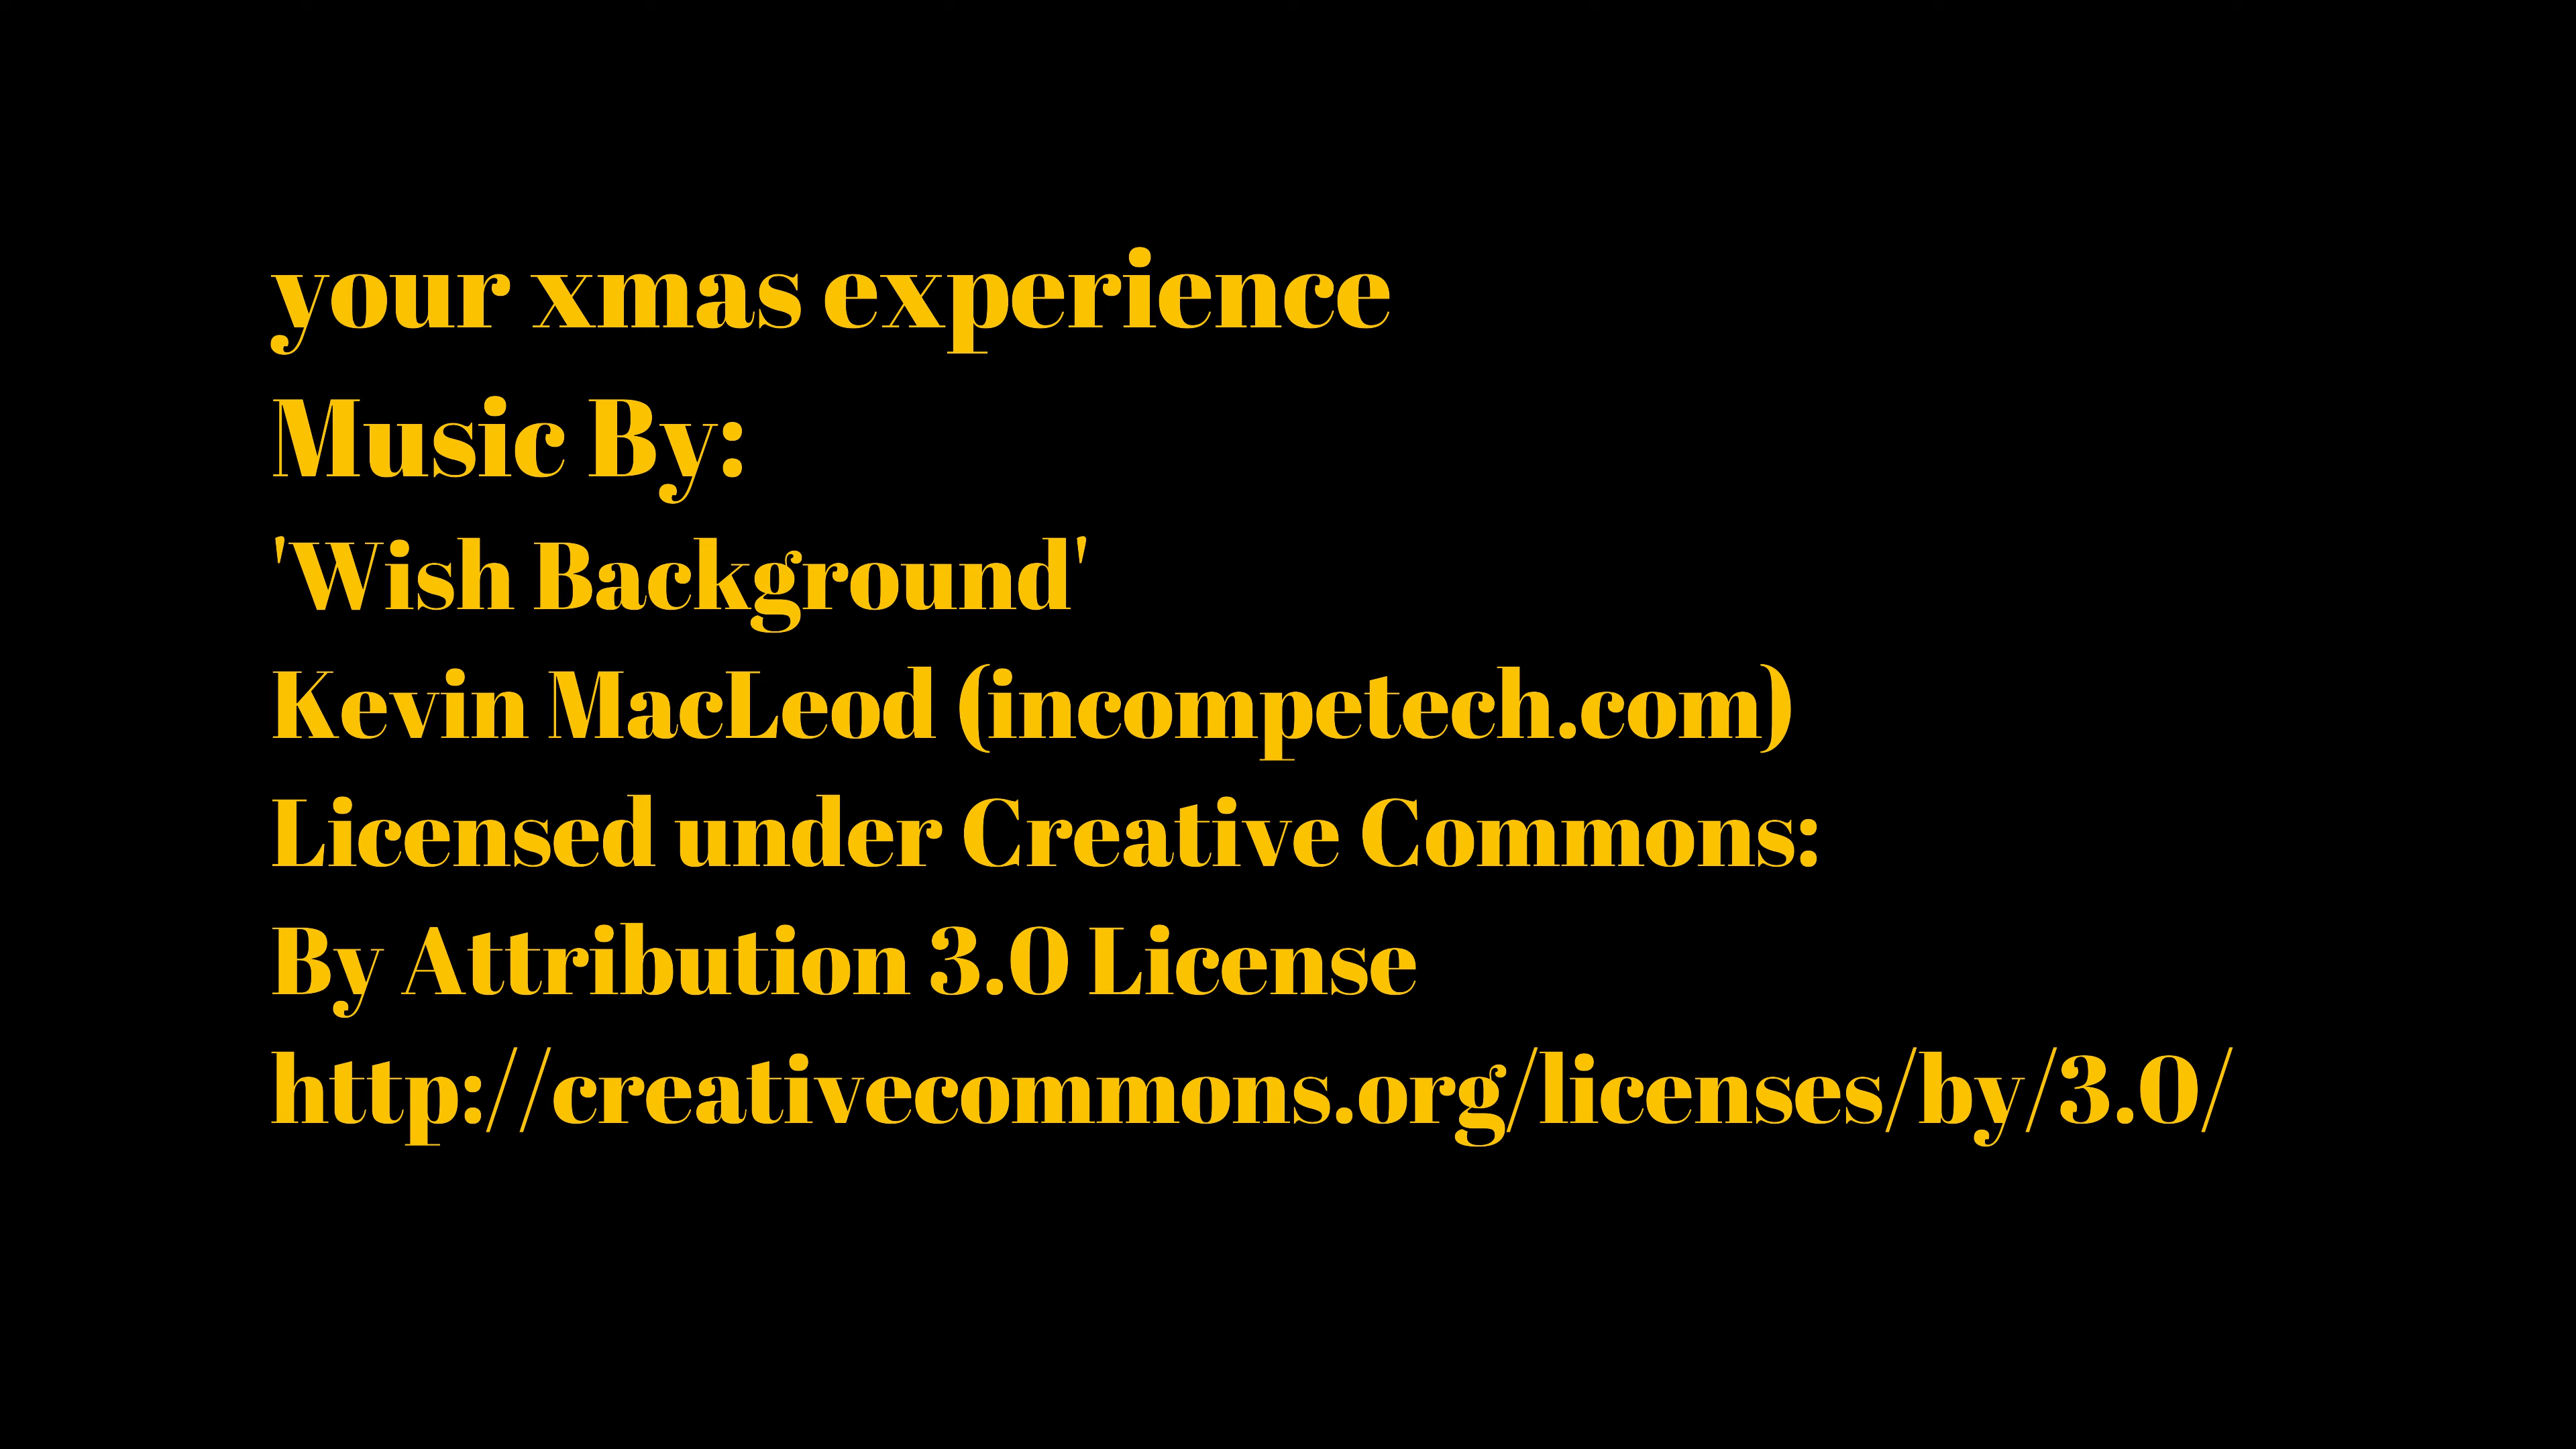 your xmas experience
Music By:
'Wish Background'
Kevin MacLeod (incompetech.com)
Licensed under Creative Commons:
By Attribution 3.0 License
http://creativecommons.org/licenses/by/3.0/